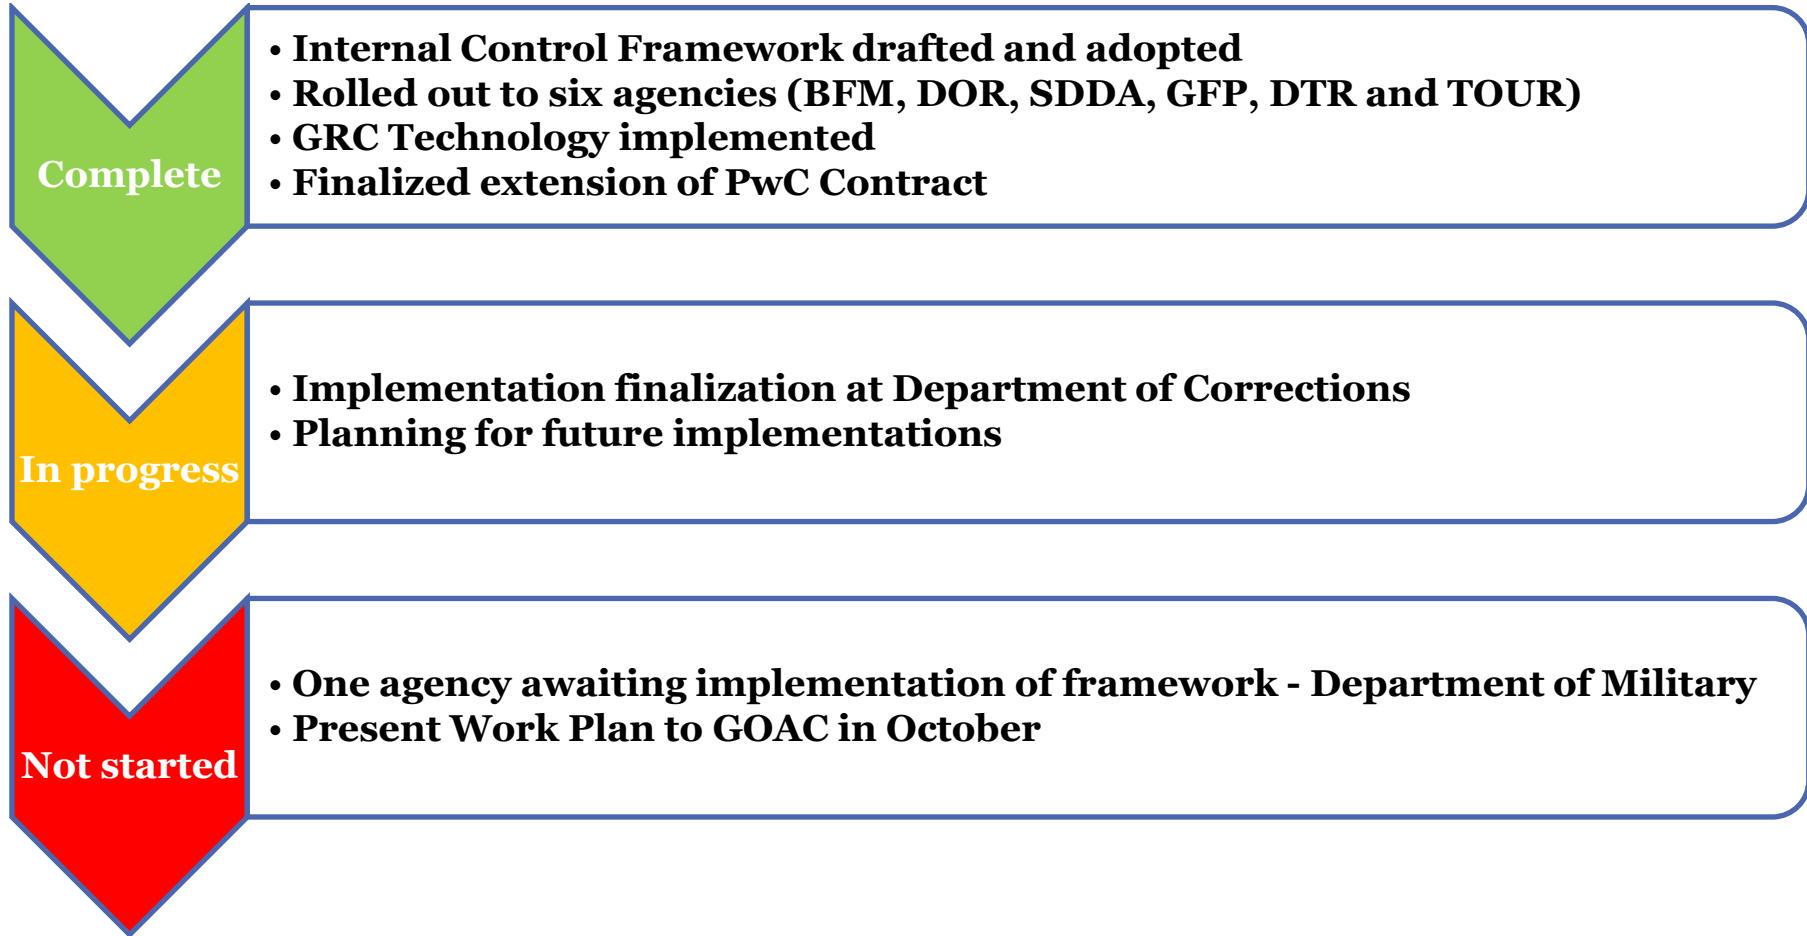 Complete
• Internal Control Framework drafted and adopted
• Rolled out to six agencies (BFM, DOR, SDDA, GFP, DTR and TOUR)
• GRC Technology implemented
• Finalized extension of PwC Contract
In progress
• Implementation finalization at Department of Corrections
• Planning for future implementations
Not started
• One agency awaiting implementation of framework - Department of Military
• Present Work Plan to GOAC in October